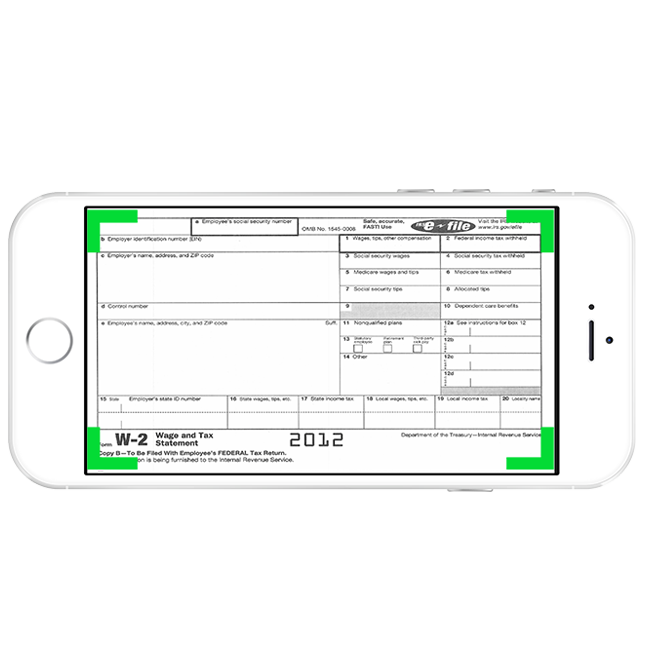 a Employee's social security number
OMB No. 1545-0008
Safe, accurate,
FAST! Use
e-file
Visit the IR
www.irs.gov/efile
b Employer identification number (EIN)
1 Wages, tips, other compensation
2 Federal income tax withheld
c Employer's name, address, and ZIP code
3 Social security wages
4 Social security tax withheld
5 Medicare wages and tips
6 Medicare tax withheld
7 Social security tips
8 Allocated tips
d Control number
9
10 Dependent care benefits
e Employee's name, address, city, and ZIP code
Suff.
11 Nonqualified plans
12a See instructions for box 12
13 Statutory employee
Retirement plan
Third-party sick pay
12b
14 Other
12c
12d
15 State
Employer's state ID number
16 State wages, tips, etc.
17 State income tax
18 Local wages, tips, etc.
19 Local income tax
20 Locality name
Form W-2 Wage and Tax
Statement
2012
Department of the Treasury—Internal Revenue Service
Copy B—To Be Filed With Employee's FEDERAL Tax Return.
on is being furnished to the Internal Revenue Service.